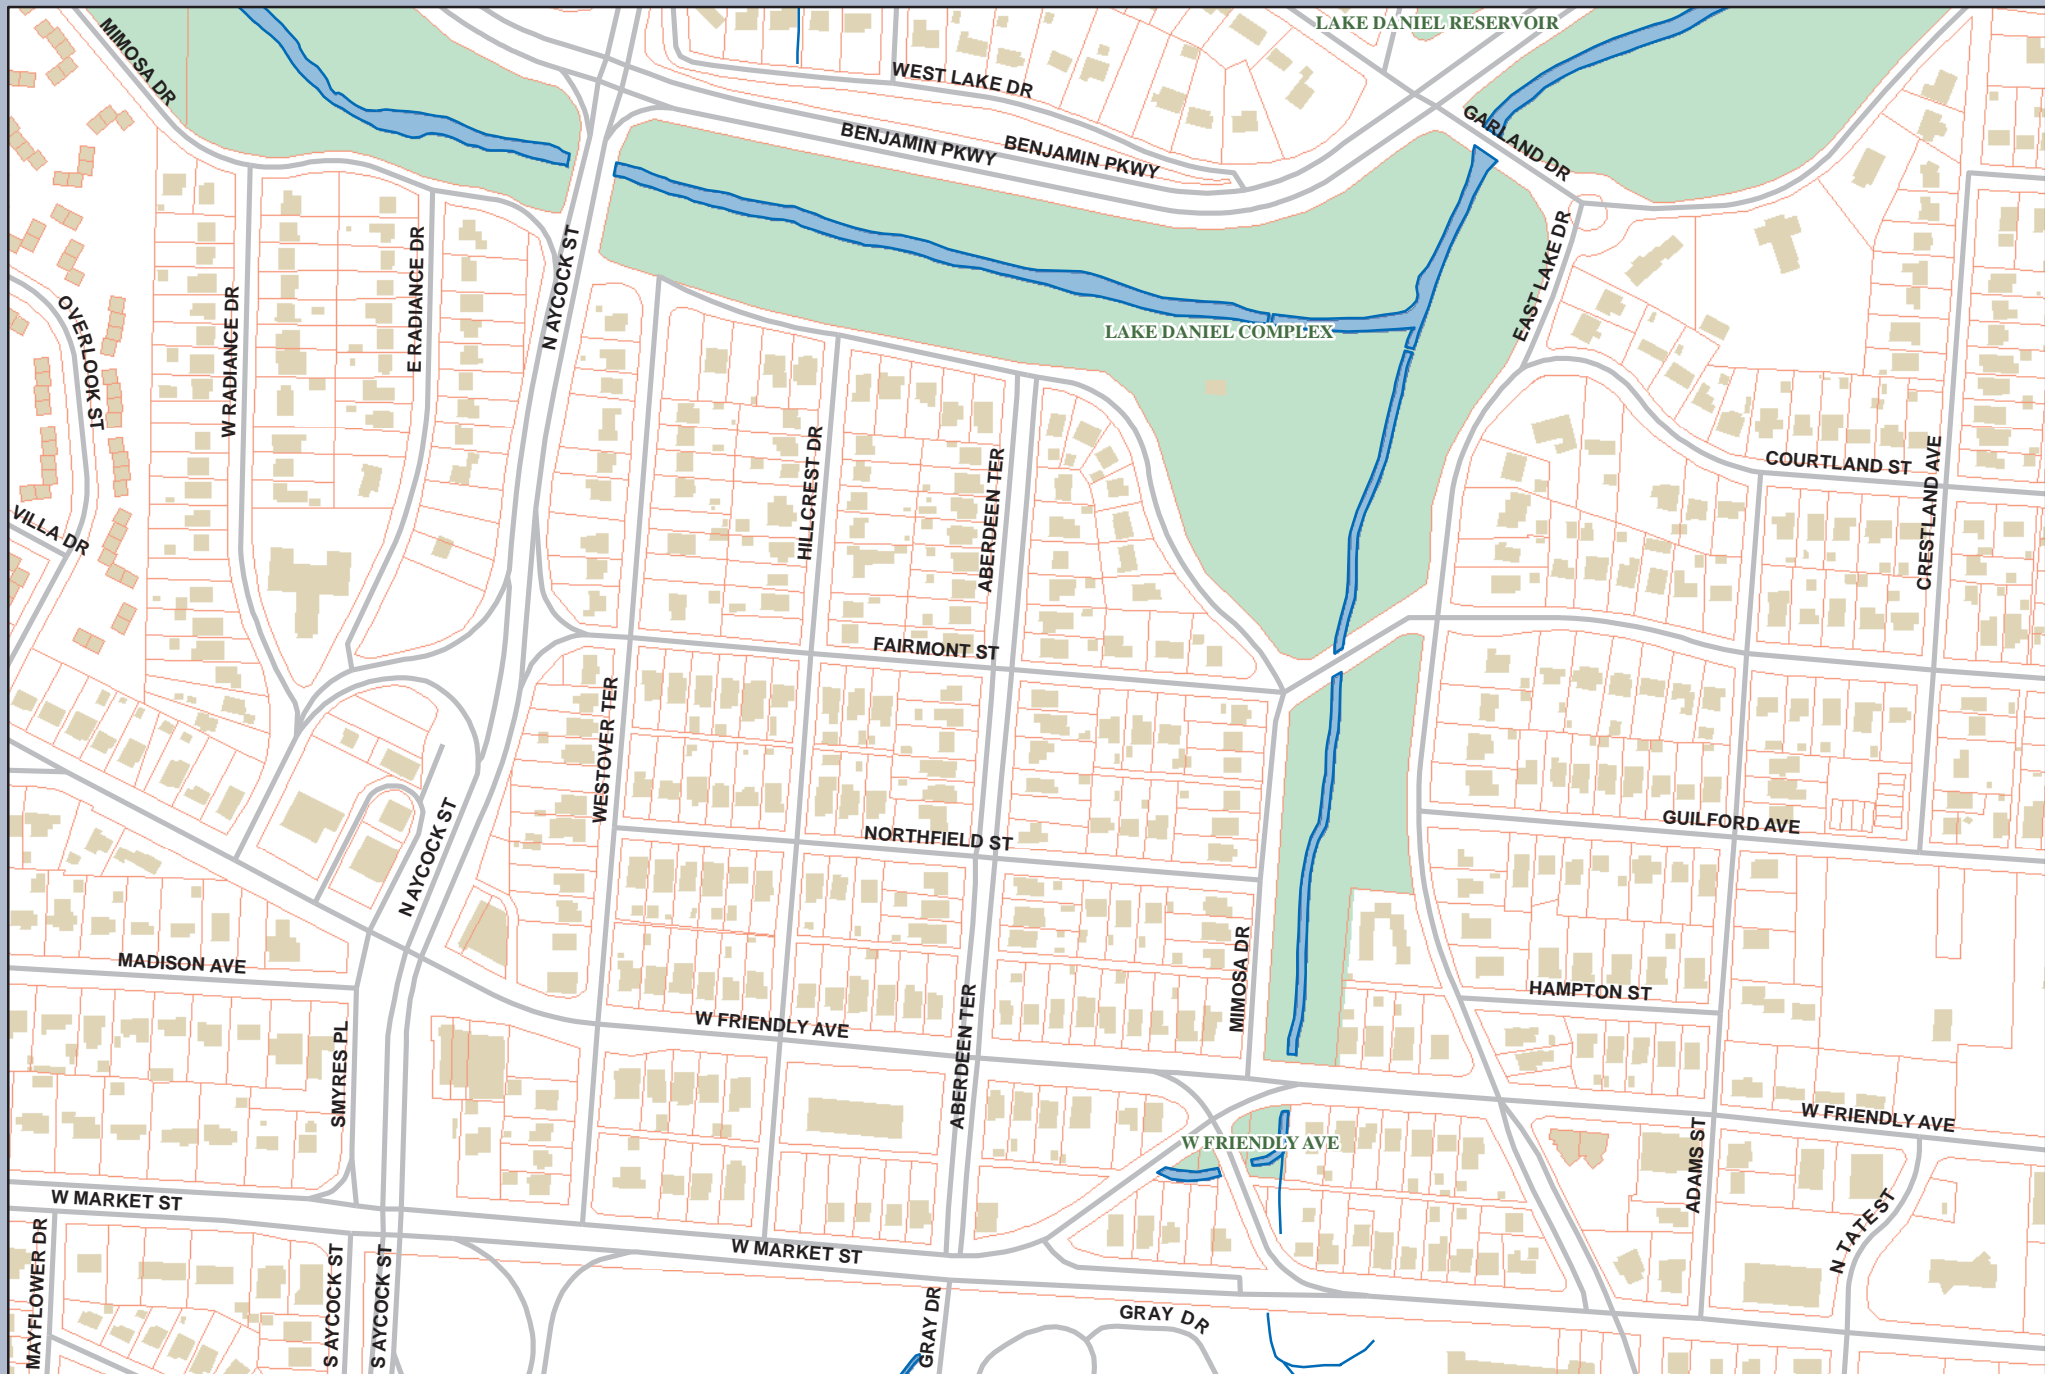 LAKE DANIEL RESERVOIR
MIMOSA DR
WEST LAKE DR
BENJAMIN PKWY
BENJAMIN PKWY
GARLAND DR
N AYCOCK ST
E RADIANCE DR
EAST LAKE DR
W RADIANCE DR
OVERLOOK ST
LAKE DANIEL COMPLEX
HILLCREST DR
ABERDEEN TER
COURTLAND ST
CRESTLAND AVE
VILLA DR
FAIRMONT ST
WESTOVER TER
NORTHFIELD ST
GUILFORD AVE
N AYCOCK ST
MADISON AVE
MIMOSA DR
HAMPTON ST
W FRIENDLY AVE
ABERDEEN TER
SMYRES PL
W FRIENDLY AVE
W FRIENDLY AVE
ADAMS ST
W MARKET ST
N TATE ST
W MARKET ST
MAYFLOWER DR
S AYCOCK ST
S AYCOCK ST
GRAY DR
GRAY DR